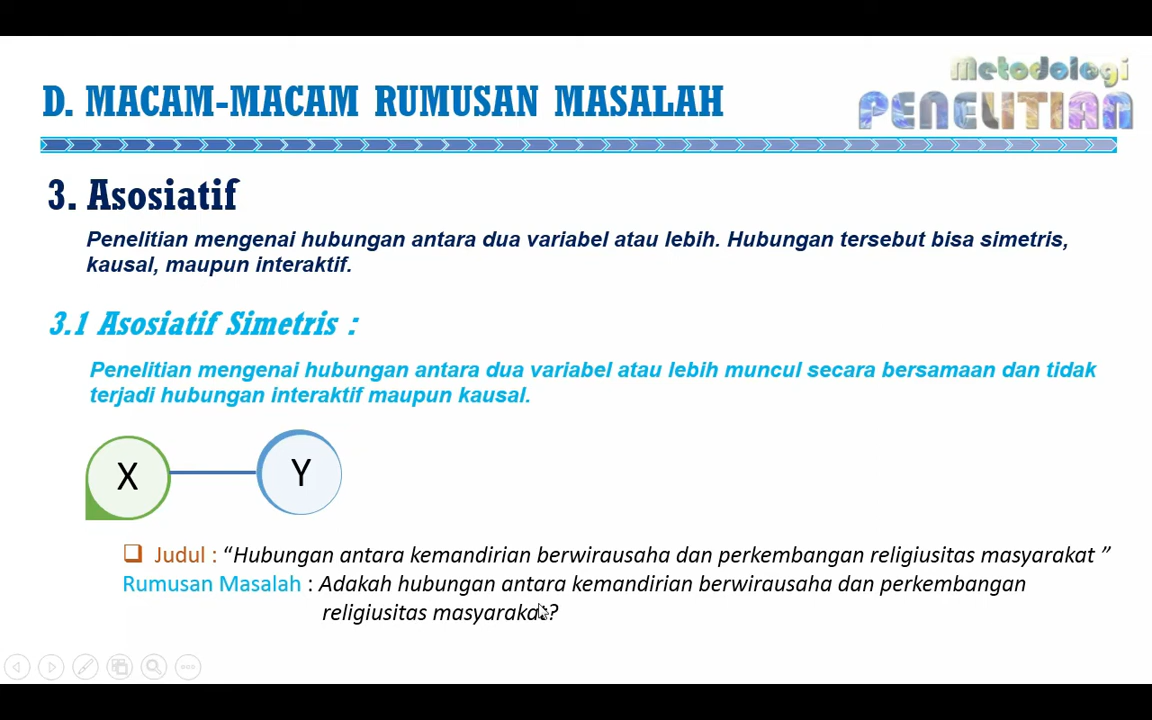 Metodologi
PENELITIAN
D. MACAM-MACAM RUMUSAN MASALAH
3. Asosiatif
Penelitian mengenai hubungan antara dua variabel atau lebih. Hubungan tersebut bisa simetris,
kausal, maupun interaktif.
3.1 Asosiatif Simetris :
Penelitian mengenai hubungan antara dua variabel atau lebih muncul secara bersamaan dan tidak
terjadi hubungan interaktif maupun kausal.
X Y
Judul : “Hubungan antara kemandirian berwirausaha dan perkembangan religiusitas masyarakat ”
Rumusan Masalah : Adakah hubungan antara kemandirian berwirausaha dan perkembangan
religiusitas masyarakat?